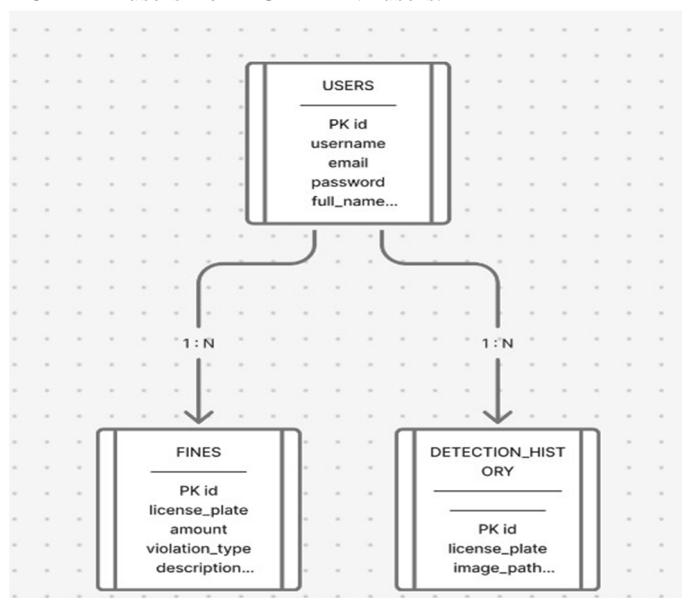 USERS
PK id
username
email
password
full_name...
1 : N
1 : N
FINES
PK id
license_plate
amount
violation_type
description...
DETECTION_HIST
ORY
PK id
license_plate
image_path...